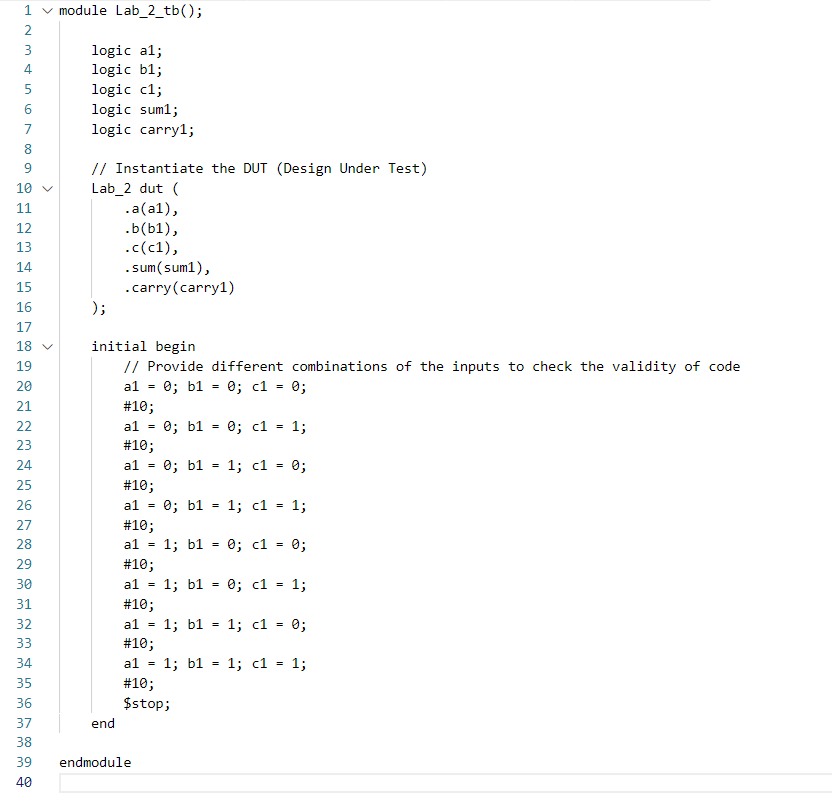 1 module Lab_2_tb();
2
3 logic a1;
4 logic b1;
5 logic c1;
6 logic sum1;
7 logic carry1;
8
9 // Instantiate the DUT (Design Under Test)
10 Lab_2 dut (
11 .a(a1),
12 .b(b1),
13 .c(c1),
14 .sum(sum1),
15 .carry(carry1)
16 );
17
18 initial begin
19 // Provide different combinations of the inputs to check the validity of code
20 a1 = 0; b1 = 0; c1 = 0;
21 #10;
22 a1 = 0; b1 = 0; c1 = 1;
23 #10;
24 a1 = 0; b1 = 1; c1 = 0;
25 #10;
26 a1 = 0; b1 = 1; c1 = 1;
27 #10;
28 a1 = 1; b1 = 0; c1 = 0;
29 #10;
30 a1 = 1; b1 = 0; c1 = 1;
31 #10;
32 a1 = 1; b1 = 1; c1 = 0;
33 #10;
34 a1 = 1; b1 = 1; c1 = 1;
35 #10;
36 $stop;
37 end
38
39 endmodule
40